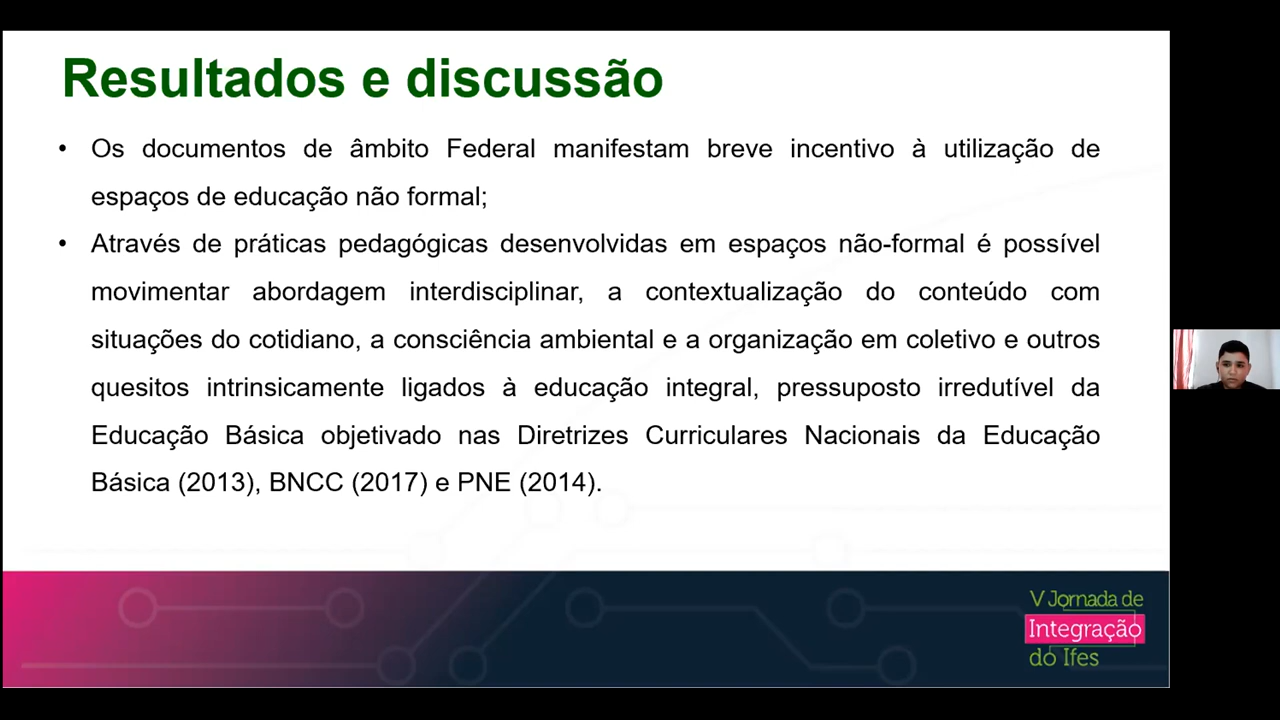 Resultados e discussão
• Os documentos de âmbito Federal manifestam breve incentivo à utilização de
espaços de educação não formal;
• Através de práticas pedagógicas desenvolvidas em espaços não-formal é possível
movimentar abordagem interdisciplinar, a contextualização do conteúdo com
situações do cotidiano, a consciência ambiental e a organização em coletivo e outros
quesitos intrinsicamente ligados à educação integral, pressuposto irredutível da
Educação Básica objetivado nas Diretrizes Curriculares Nacionais da Educação
Básica (2013), BNCC (2017) e PNE (2014).
V Jornada de
Integração
do Ifes